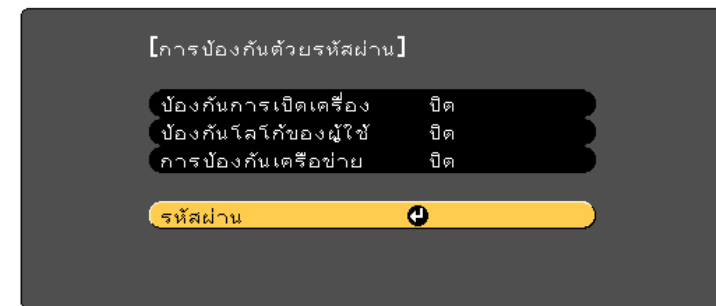 [การป้องกันด้วยรหัสผ่าน]
ป้องกันการเปิดเครื่อง ปิด
ป้องกันโลโก้ของผู้ใช้ ปิด
การป้องกันเครือข่าย ปิด
รหัสผ่าน